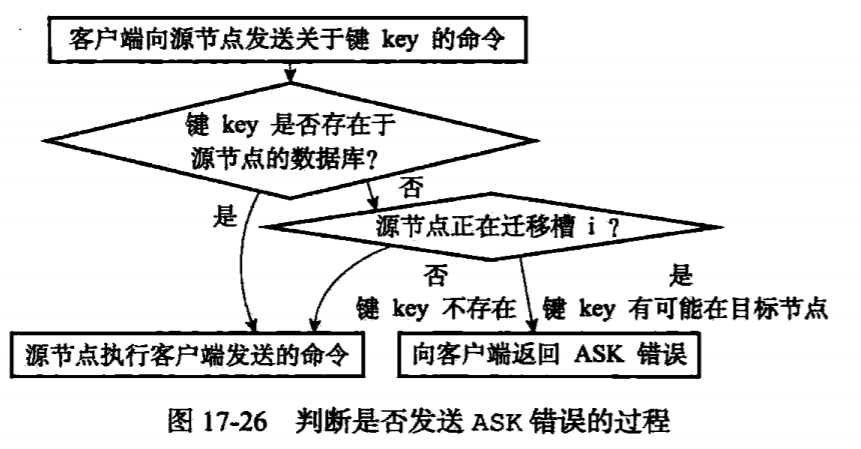 客户端向源节点发送关于键 key 的命令
键 key 是否存在于
源节点的数据库?
是
否
源节点正在迁移槽 i ?
否
键 key 不存在
是
键 key 有可能在目标节点
源节点执行客户端发送的命令
向客户端返回 ASK 错误
图 17-26 判断是否发送 ASK 错误的过程